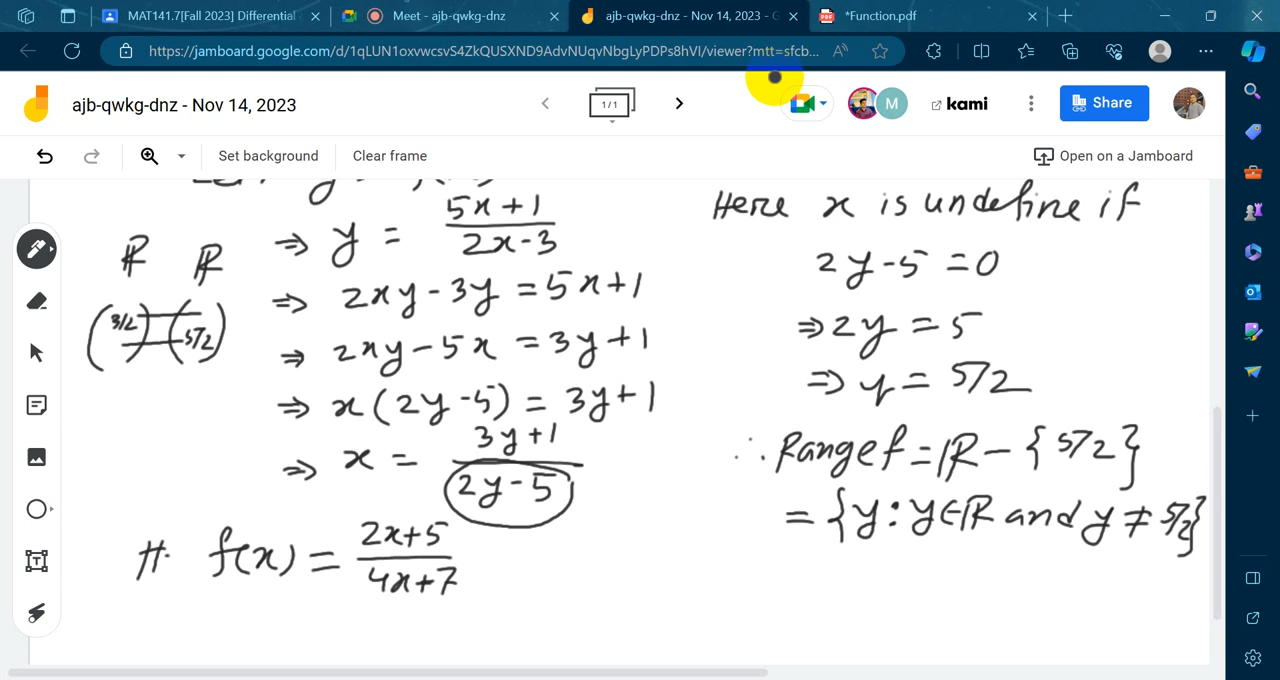 MAT141.7[Fall 2023] Differential
Meet - ajb-qwkg-dnz
ajb-qwkg-dnz - Nov 14, 2023 - G
*Function.pdf
https://jamboard.google.com/d/1qLUN1oxvwcsvS4ZkQUSXND9AdvNUqvNbgLyPDPs8hVI/viewer?mtt=sfcb...
ajb-qwkg-dnz - Nov 14, 2023
1/1
M
kami
Share
Set background
Clear frame
Open on a Jamboard
⇒ y = (5x+1)/(2x-3)
⇒ 2xy-3y = 5x+1
⇒ 2xy-5x = 3y+1
⇒ x(2y-5) = 3y+1
⇒ x = (3y+1)/(2y-5)
# f(x) = (2x+5)/(4x+7)
ℝ ℝ
(3/2) (5/2)
Here x is undefine if
2y-5 = 0
⇒ 2y = 5
⇒ y = 5/2
∴ Range f = ℝ - {5/2}
= {y : y∈ℝ and y ≠ 5/2}